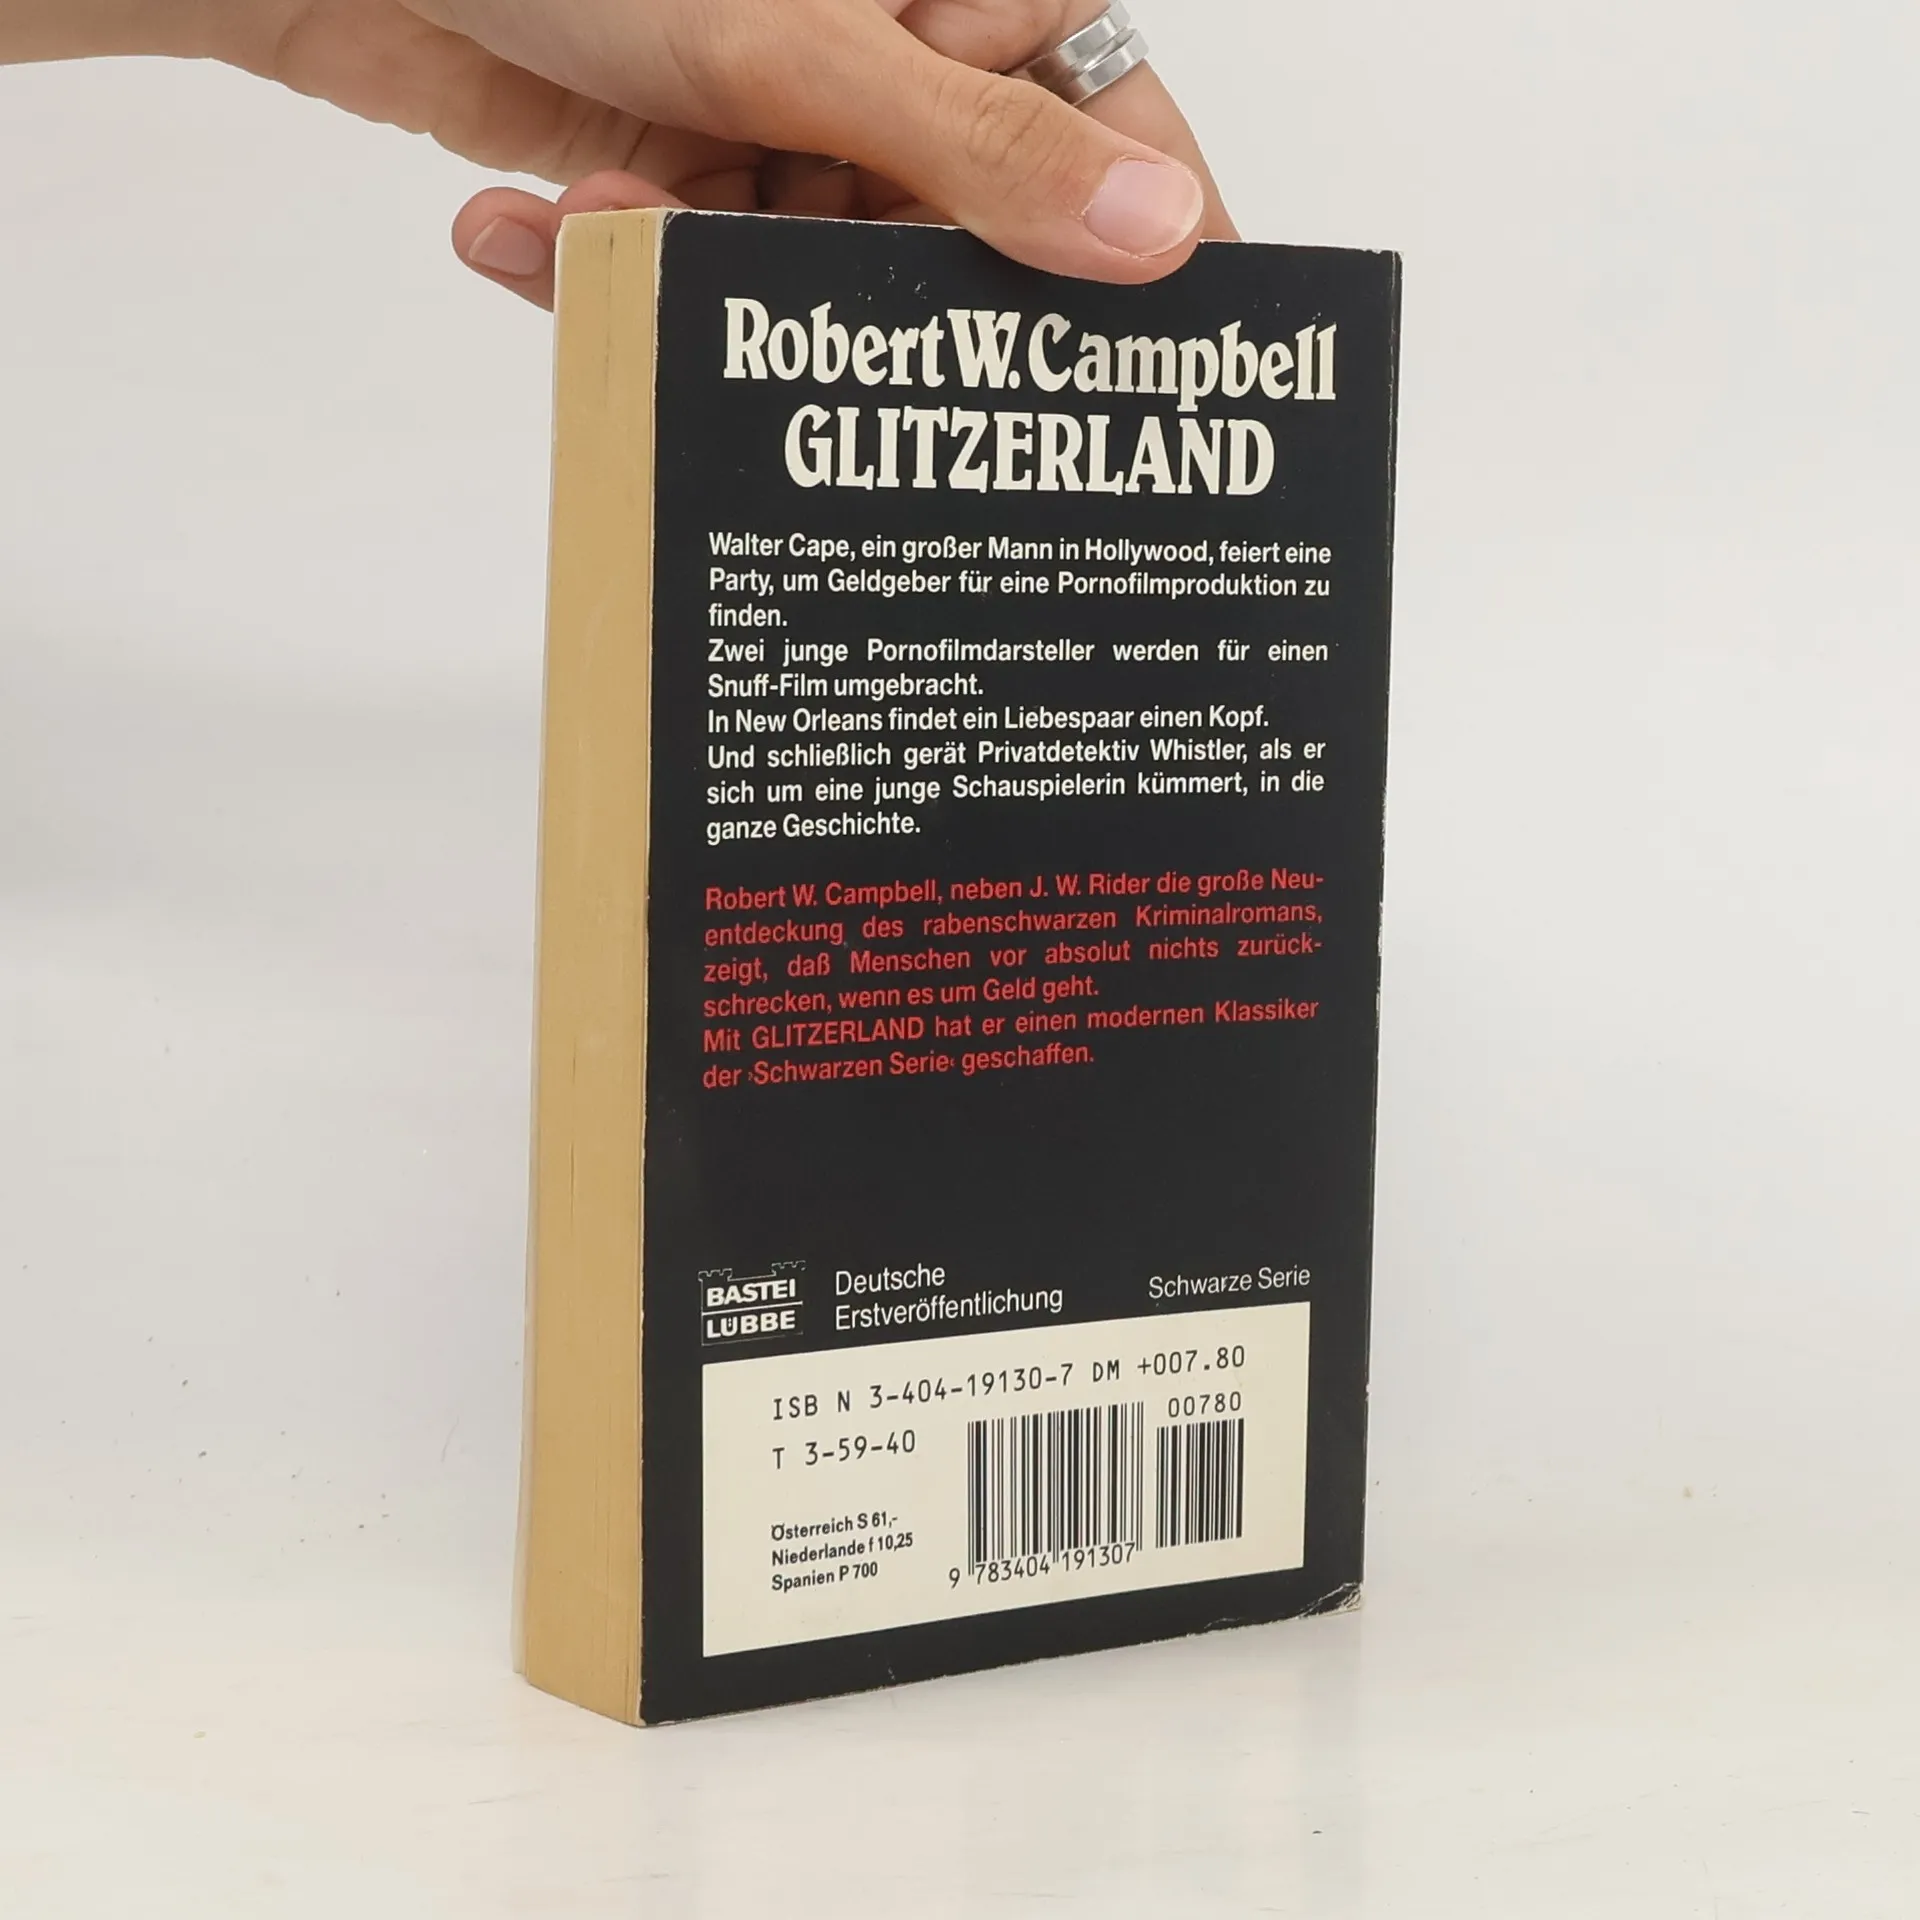 Robert W. Campbell
GLITZERLAND
Walter Cape, ein großer Mann in Hollywood, feiert eine
Party, um Geldgeber für eine Pornofilmproduktion zu
finden.
Zwei junge Pornofilmdarsteller werden für einen
Snuff-Film umgebracht.
In New Orleans findet ein Liebespaar einen Kopf.
Und schließlich gerät Privatdetektiv Whistler, als er
sich um eine junge Schauspielerin kümmert, in die
ganze Geschichte.
Robert W. Campbell, neben J. W. Rider die große Neu-
entdeckung des rabenschwarzen Kriminalromans,
zeigt, daß Menschen vor absolut nichts zurück-
schrecken, wenn es um Geld geht.
Mit GLITZERLAND hat er einen modernen Klassiker
der ›Schwarzen Serie‹ geschaffen.
BASTEI
LÜBBE
Deutsche
Erstveröffentlichung
Schwarze Serie
ISB N 3-404-19130-7 DM +007.80
00780
T 3-59-40
Österreich S 61,-
Niederlande f 10,25
Spanien P 700
9 783404 191307